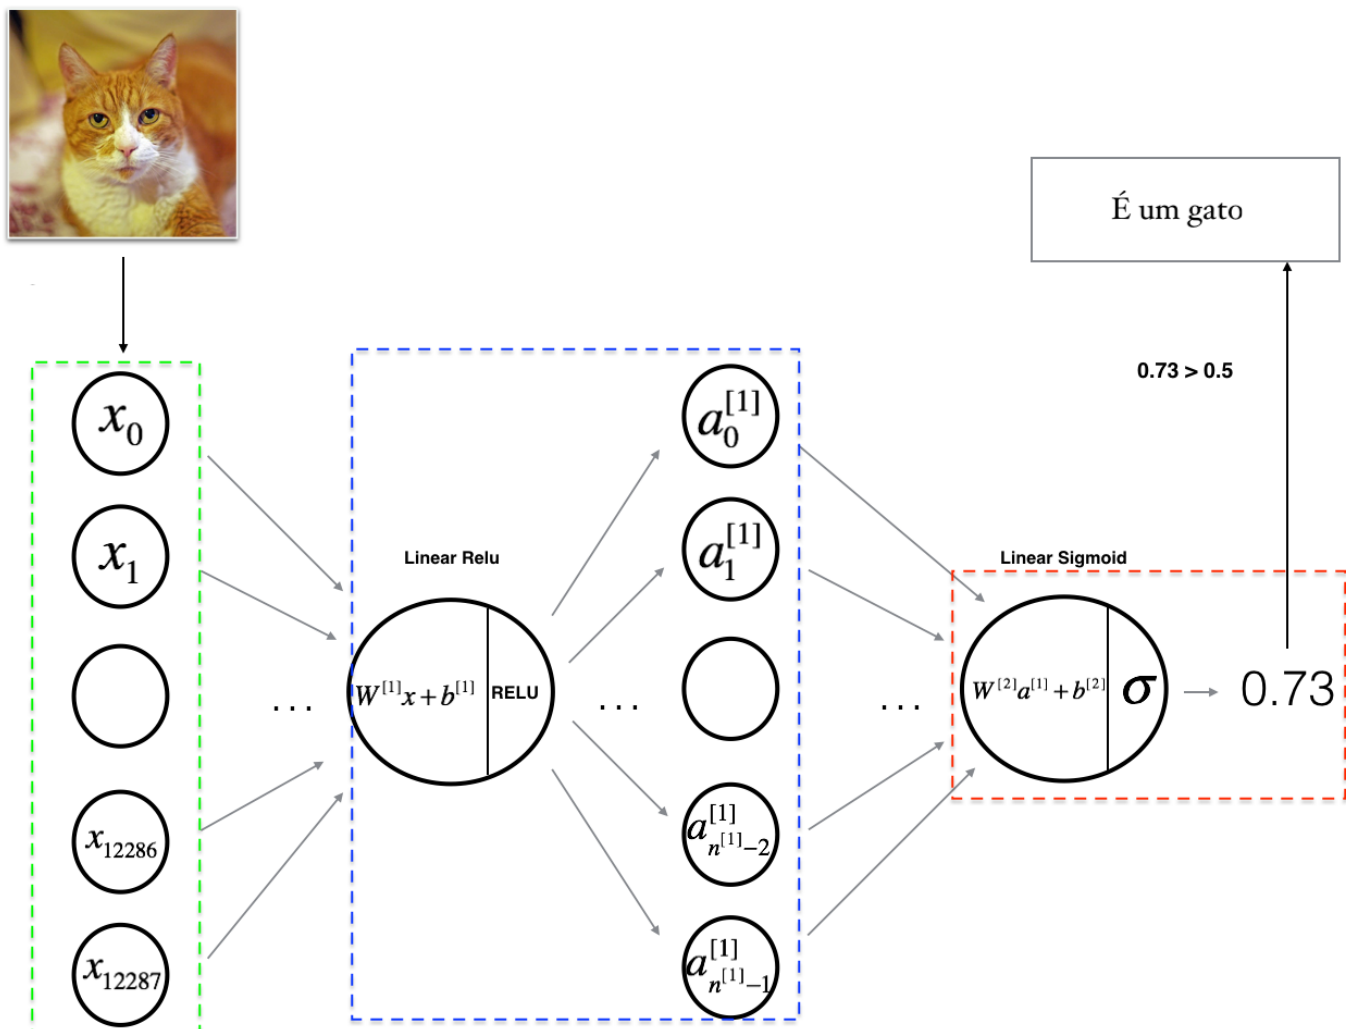 É um gato
0.73 > 0.5
x₀
x₁
x₁₂₂₈₆
x₁₂₂₈₇
Linear Relu
W^[1]x + b^[1] RELU
. . .
. . .
a₀^[1]
a₁^[1]
a^[1]_{n^[1]−2}
a^[1]_{n^[1]−1}
. . .
Linear Sigmoid
W^[2]a^[1] + b^[2] σ
0.73